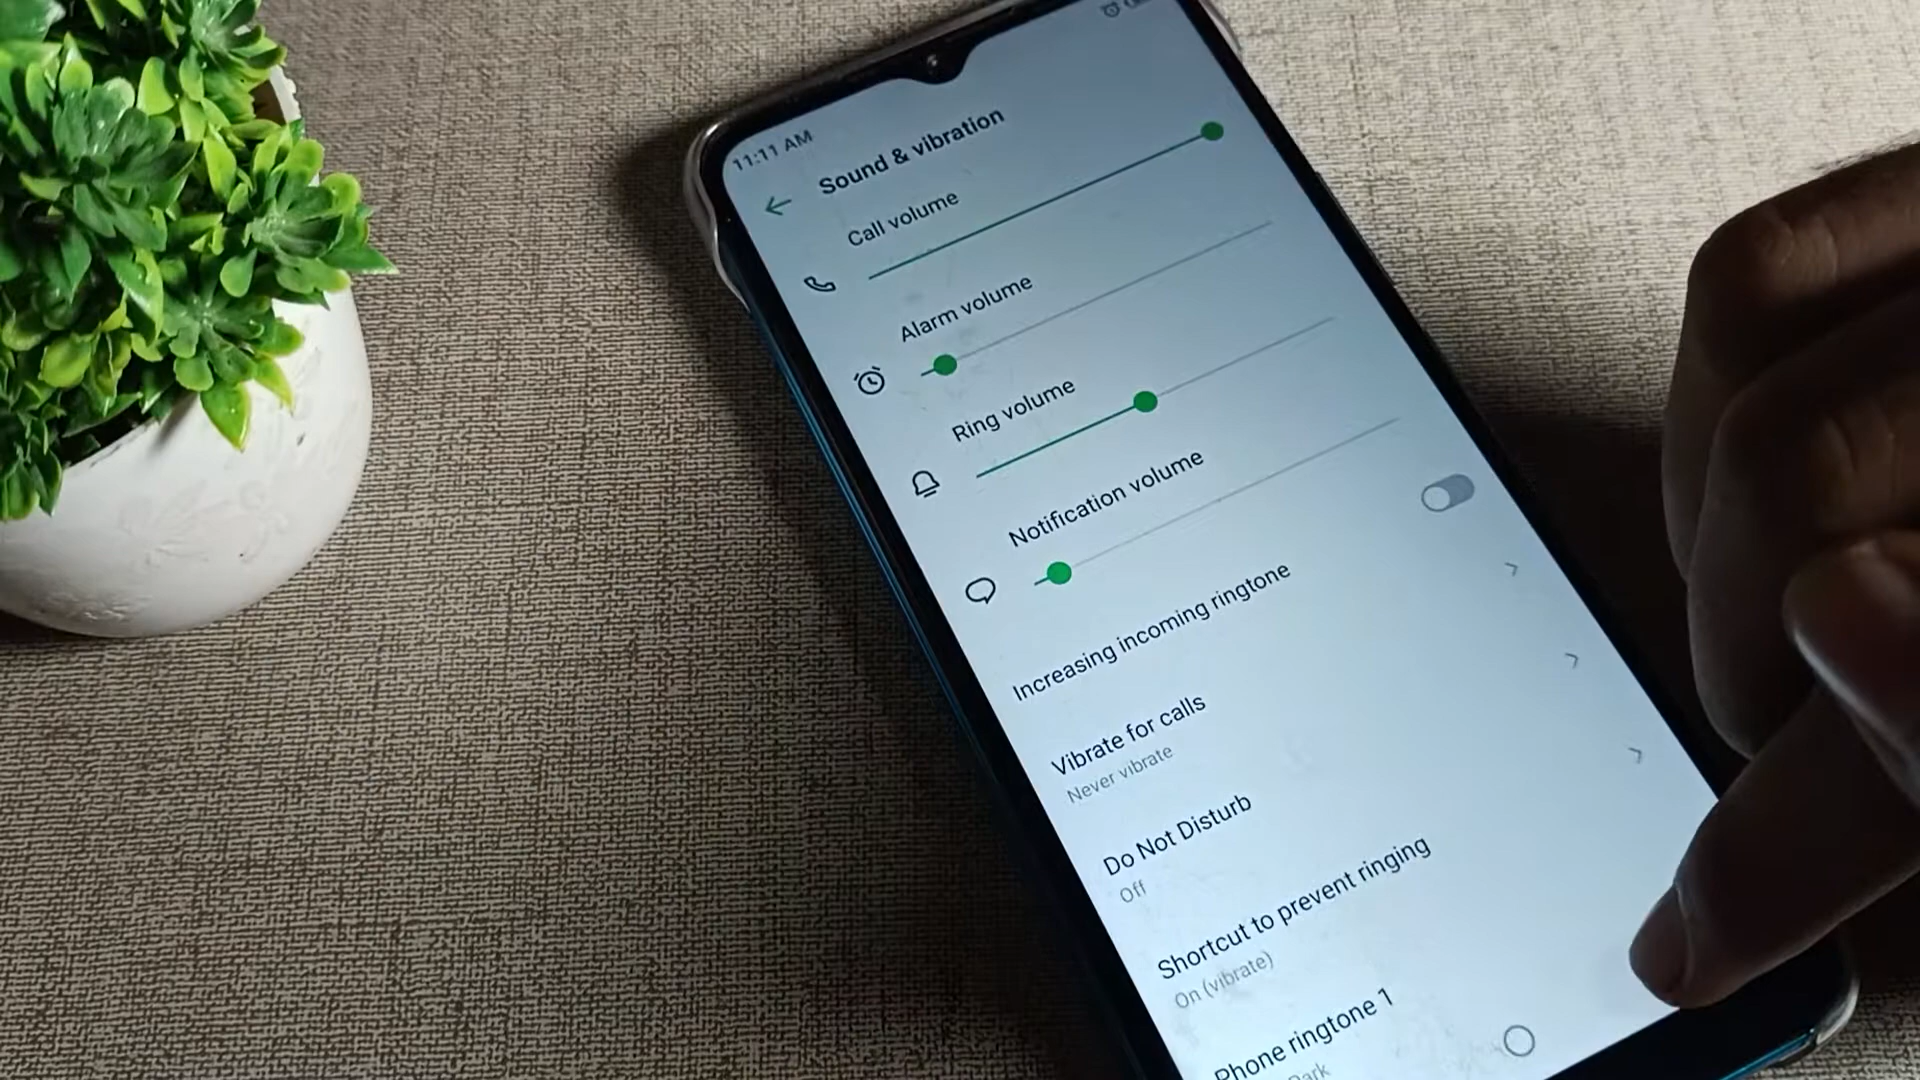 11:11 AM
Sound & vibration
Call volume
Alarm volume
Ring volume
Notification volume
Increasing incoming ringtone
Vibrate for calls
Never vibrate
Do Not Disturb
Off
Shortcut to prevent ringing
On (vibrate)
Phone ringtone 1
Park